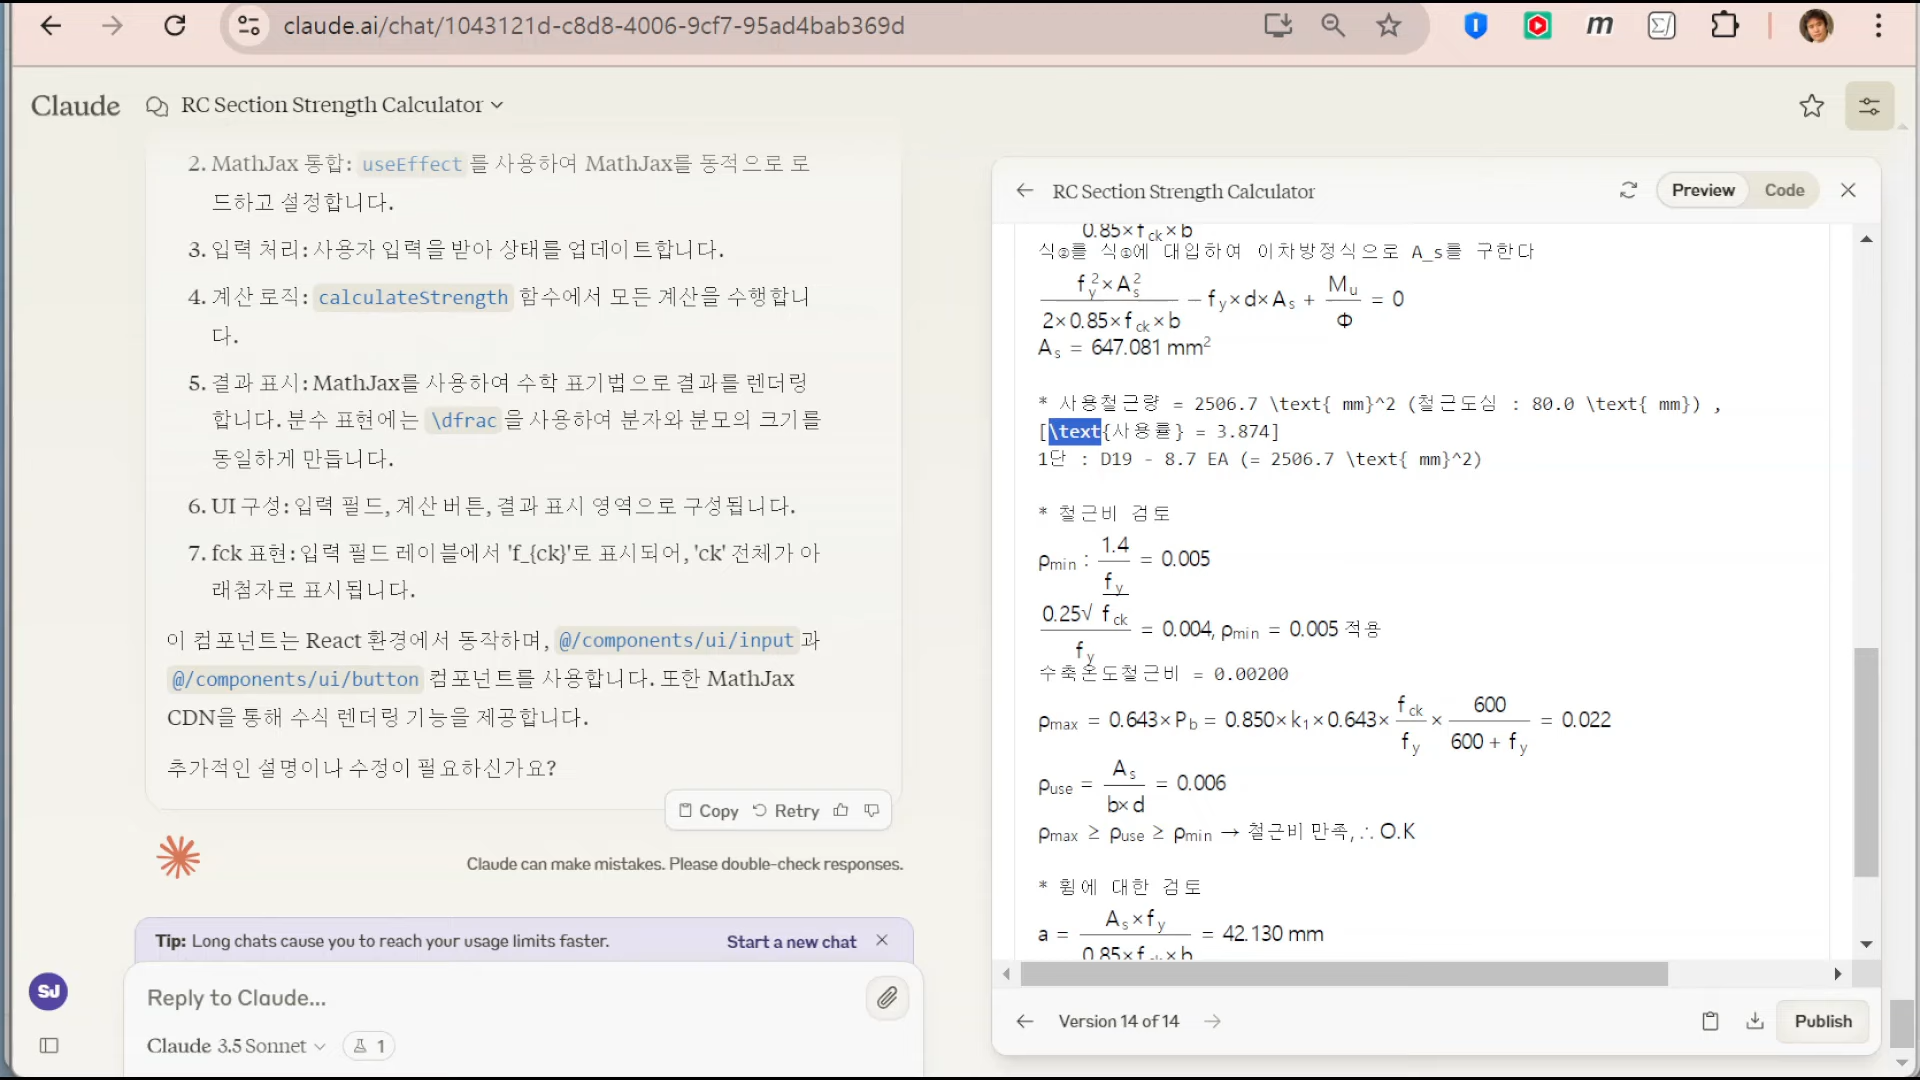 claude.ai/chat/1043121d-c8d8-4006-9cf7-95ad4bab369d
Claude
RC Section Strength Calculator
2. MathJax 통합: useEffect 를 사용하여 MathJax를 동적으로 로
드하고 설정합니다.
3. 입력 처리: 사용자 입력을 받아 상태를 업데이트합니다.
4. 계산 로직: calculateStrength 함수에서 모든 계산을 수행합니
다.
5. 결과 표시: MathJax를 사용하여 수학 표기법으로 결과를 렌더링
합니다. 분수 표현에는 \dfrac 을 사용하여 분자와 분모의 크기를
동일하게 만듭니다.
6. UI 구성: 입력 필드, 계산 버튼, 결과 표시 영역으로 구성됩니다.
7. fck 표현: 입력 필드 레이블에서 'f_{ck}'로 표시되어, 'ck' 전체가 아
래첨자로 표시됩니다.
이 컴포넌트는 React 환경에서 동작하며, @/components/ui/input 과
@/components/ui/button 컴포넌트를 사용합니다. 또한 MathJax
CDN을 통해 수식 렌더링 기능을 제공합니다.
추가적인 설명이나 수정이 필요하신가요?
Copy Retry
Claude can make mistakes. Please double-check responses.
Tip: Long chats cause you to reach your usage limits faster. Start a new chat
SJ
Reply to Claude...
Claude 3.5 Sonnet 1
RC Section Strength Calculator
Preview Code
0.85×f_ck×b
식②를 식①에 대입하여 이차방정식으로 A_s를 구한다
f_y^2×A_s^2 / 2×0.85×f_ck×b − f_y×d×A_s + M_u / Φ = 0
A_s = 647.081 mm²
* 사용철근량 = 2506.7 \text{ mm}^2 (철근도심 : 80.0 \text{ mm}) ,
[\text{사용률} = 3.874]
1단 : D19 - 8.7 EA (= 2506.7 \text{ mm}^2)
* 철근비 검토
ρ_min : 1.4 / f_y = 0.005
0.25√f_ck / f_y = 0.004, ρ_min = 0.005 적용
수축온도철근비 = 0.00200
ρ_max = 0.643×P_b = 0.850×k_1×0.643× f_ck / f_y × 600 / 600 + f_y = 0.022
ρ_use = A_s / b×d = 0.006
ρ_max ≥ ρ_use ≥ ρ_min → 철근비 만족, ∴ O.K
* 휨에 대한 검토
a = A_s×f_y / 0.85×f_ck×b = 42.130 mm
Version 14 of 14
Publish